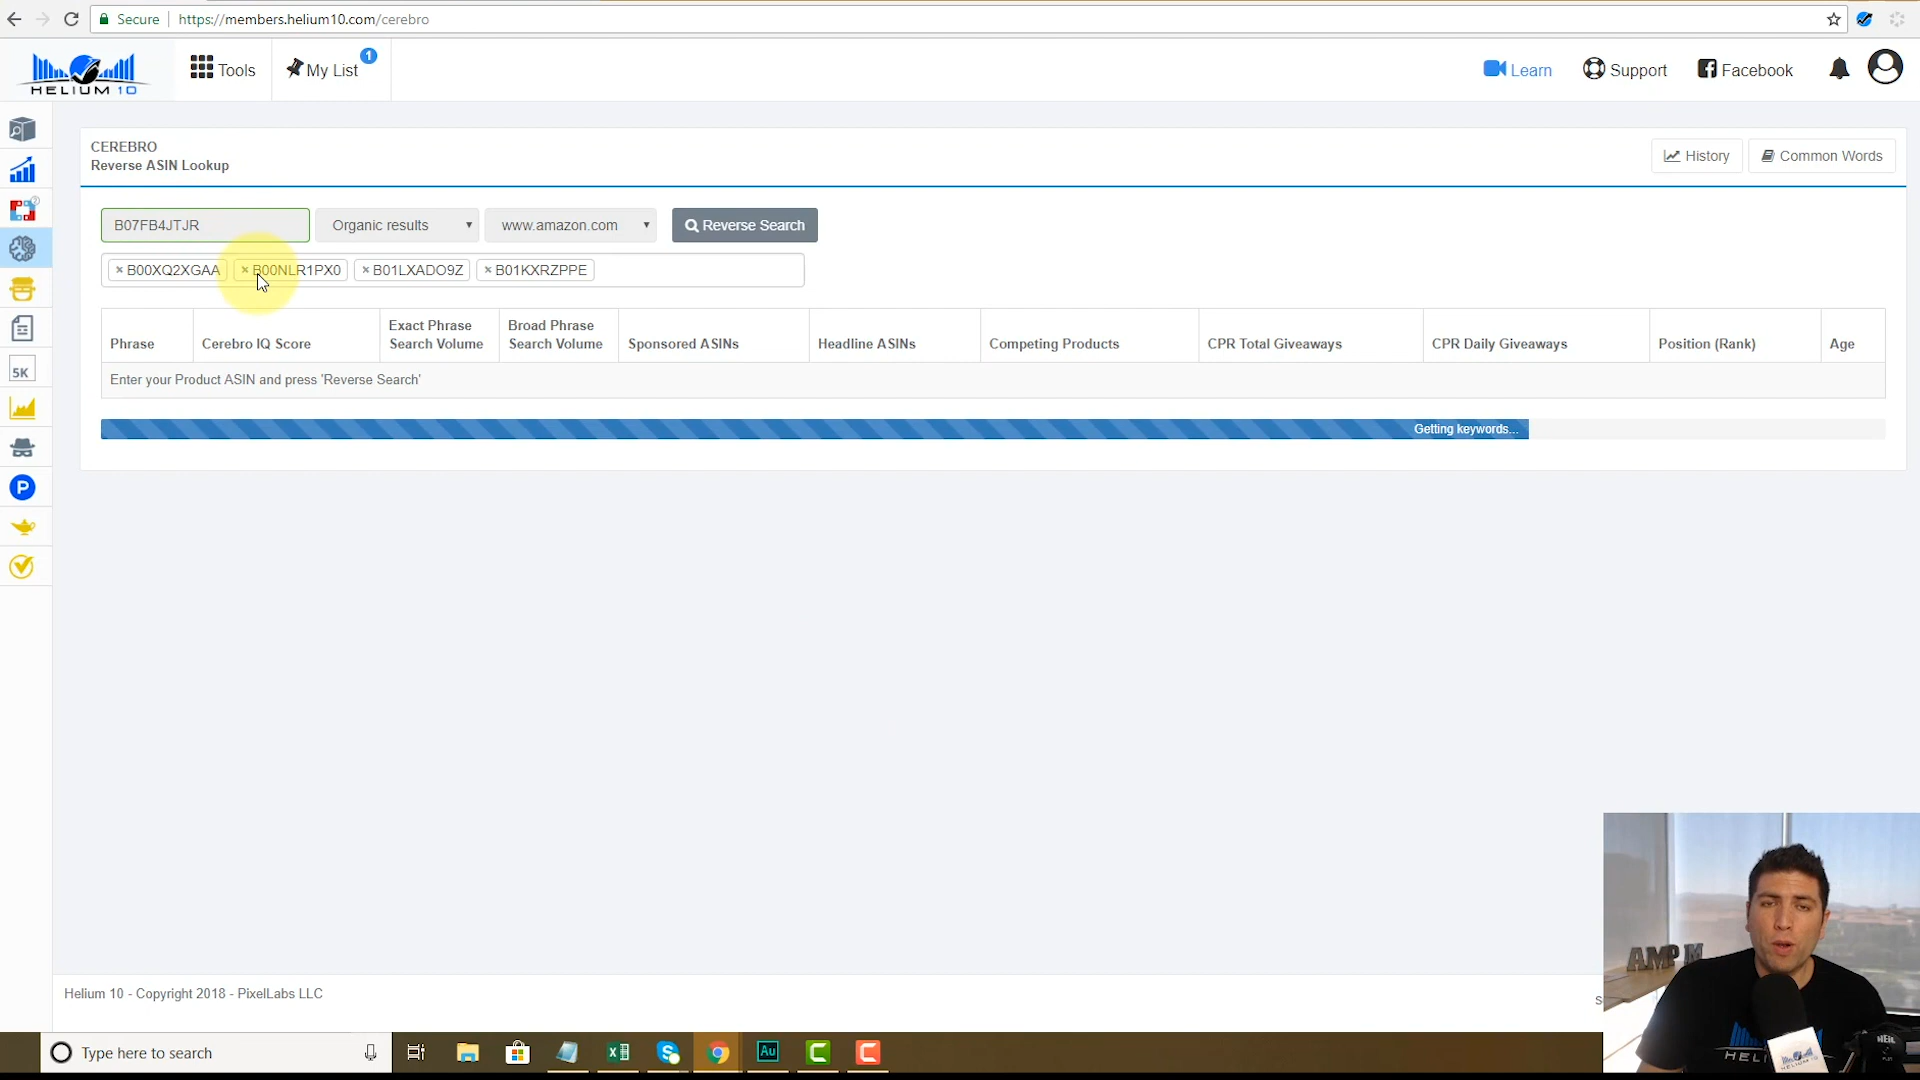 Secure https://members.helium10.com/cerebro
HELIUM 10
Tools
My List
1
Learn
Support
Facebook
CEREBRO
Reverse ASIN Lookup
History
Common Words
B07FB4JTJR
Organic results
www.amazon.com
Reverse Search
× B00XQ2XGAA
× B00NLR1PX0
× B01LXADO9Z
× B01KXRZPPE
Phrase
Cerebro IQ Score
Exact Phrase
Search Volume
Broad Phrase
Search Volume
Sponsored ASINs
Headline ASINs
Competing Products
CPR Total Giveaways
CPR Daily Giveaways
Position (Rank)
Age
Enter your Product ASIN and press 'Reverse Search'
Getting keywords...
5K
P
Helium 10 - Copyright 2018 - PixelLabs LLC
AMP M
HELI
HEIL
Type here to search
Au